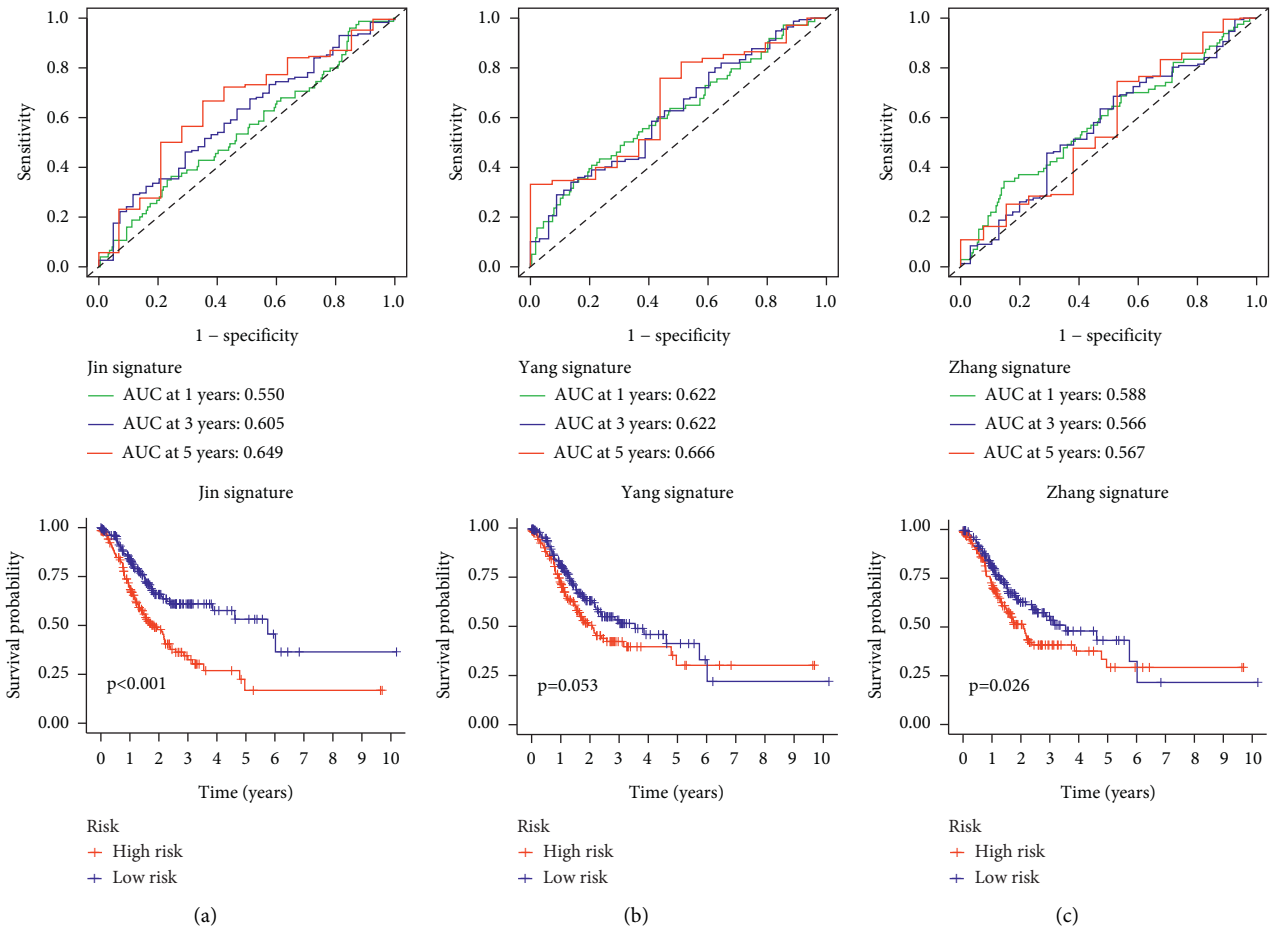 1.0
0.8
0.6
0.4
0.2
0.0
Sensitivity
0.0 0.2 0.4 0.6 0.8 1.0
1 − specificity
Jin signature
AUC at 1 years: 0.550
AUC at 3 years: 0.605
AUC at 5 years: 0.649
Jin signature
1.00
0.75
0.50
0.25
0.00
Survival probability
p<0.001
0 1 2 3 4 5 6 7 8 9 10
Time (years)
Risk
High risk
Low risk
(a)
1.0
0.8
0.6
0.4
0.2
0.0
Sensitivity
0.0 0.2 0.4 0.6 0.8 1.0
1 − specificity
Yang signature
AUC at 1 years: 0.622
AUC at 3 years: 0.622
AUC at 5 years: 0.666
Yang signature
1.00
0.75
0.50
0.25
0.00
Survival probability
p=0.053
0 1 2 3 4 5 6 7 8 9 10
Time (years)
Risk
High risk
Low risk
(b)
1.0
0.8
0.6
0.4
0.2
0.0
Sensitivity
0.0 0.2 0.4 0.6 0.8 1.0
1 − specificity
Zhang signature
AUC at 1 years: 0.588
AUC at 3 years: 0.566
AUC at 5 years: 0.567
Zhang signature
1.00
0.75
0.50
0.25
0.00
Survival probability
p=0.026
0 1 2 3 4 5 6 7 8 9 10
Time (years)
Risk
High risk
Low risk
(c)